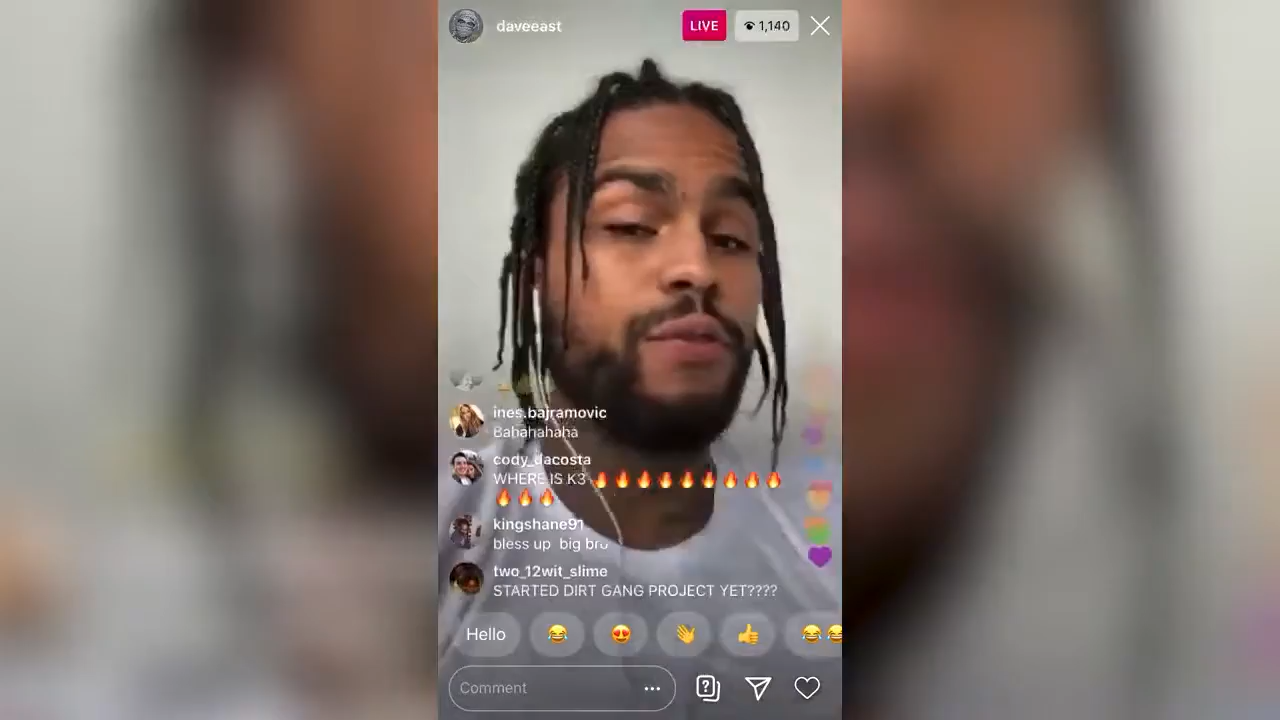 daveeast
LIVE
1,140
ines.bajramovic
Bahahahaha
cody_dacosta
WHERE IS K3 🔥🔥🔥🔥🔥🔥🔥🔥🔥
🔥🔥🔥
kingshane91
bless up big bro
two_12wit_slime
STARTED DIRT GANG PROJECT YET????
Hello
Comment